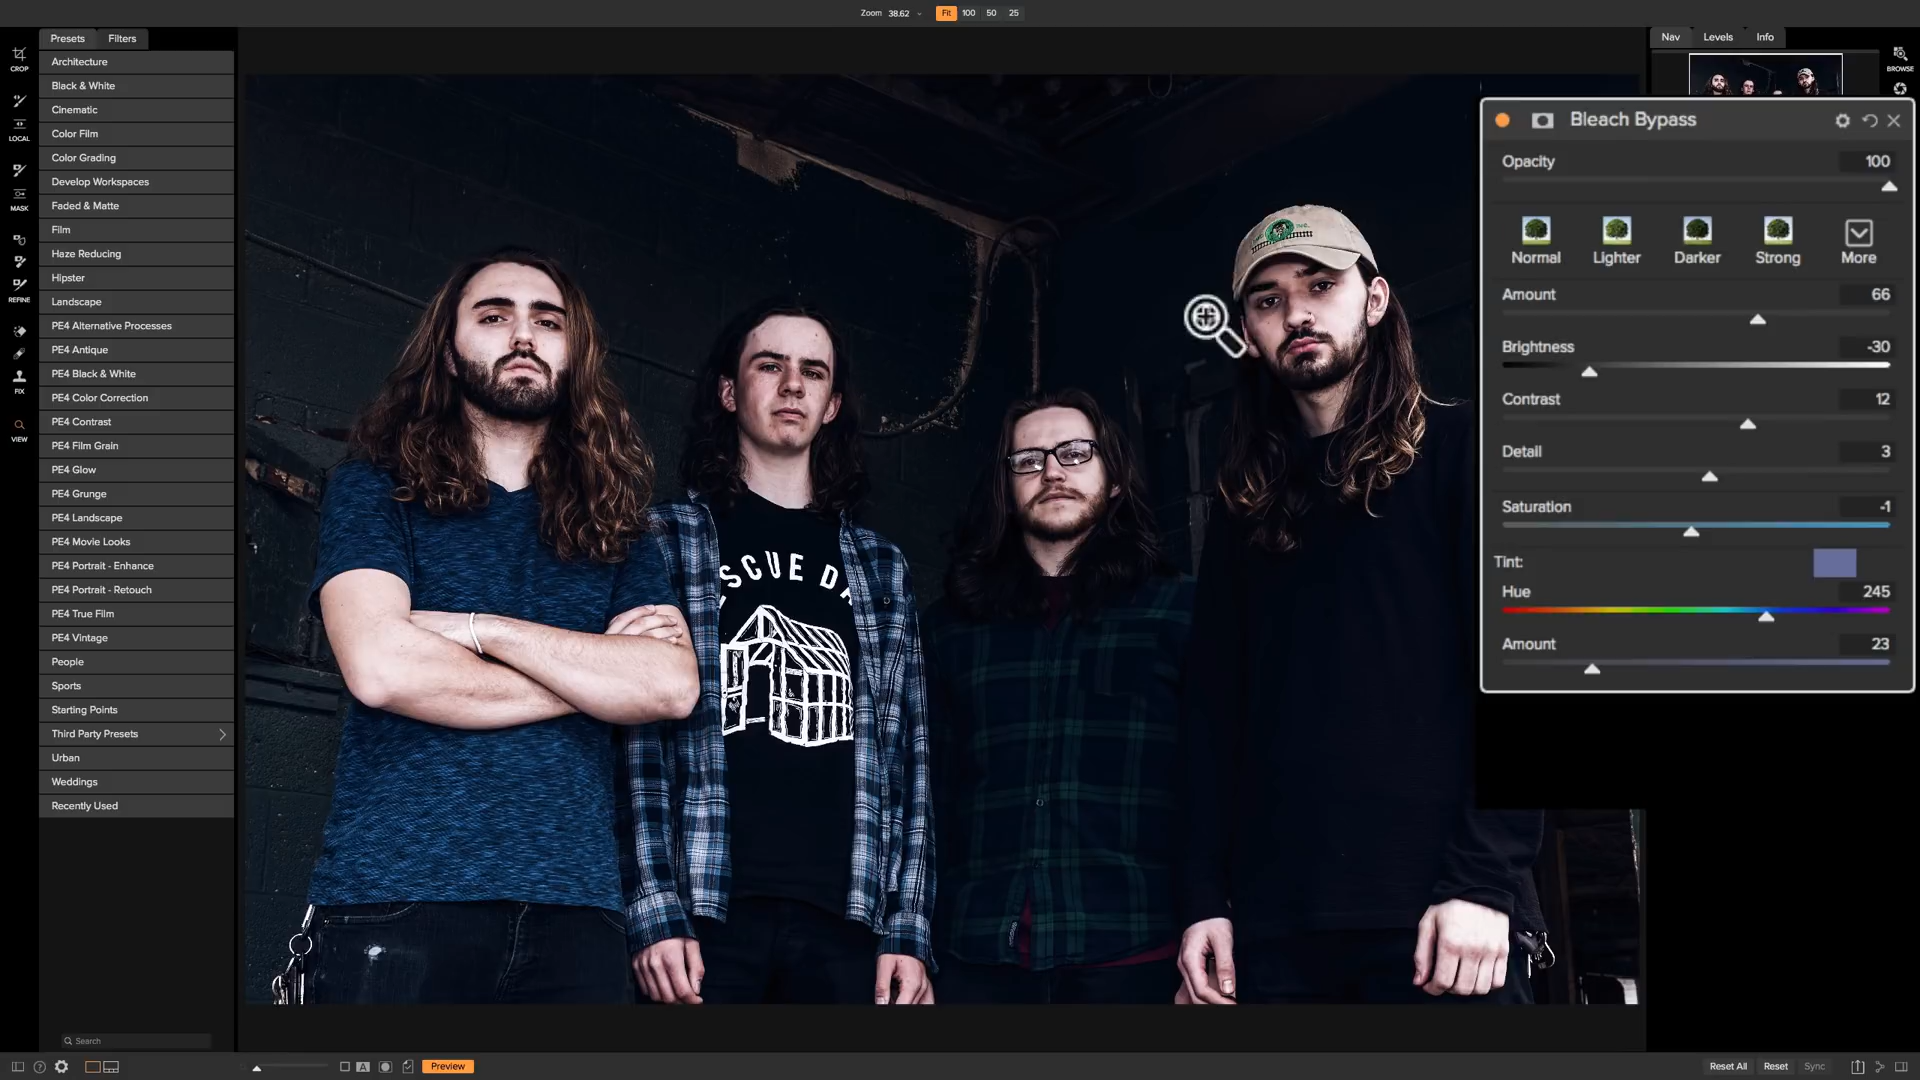 Zoom 38.62 Fit 100 50 25
Presets Filters
Architecture
Black & White
Cinematic
Color Film
Color Grading
Develop Workspaces
Faded & Matte
Film
Haze Reducing
Hipster
Landscape
PE4 Alternative Processes
PE4 Antique
PE4 Black & White
PE4 Color Correction
PE4 Contrast
PE4 Film Grain
PE4 Glow
PE4 Grunge
PE4 Landscape
PE4 Movie Looks
PE4 Portrait - Enhance
PE4 Portrait - Retouch
PE4 True Film
PE4 Vintage
People
Sports
Starting Points
Third Party Presets
Urban
Weddings
Recently Used
Search
CROP
LOCAL
MASK
REFINE
FIX
VIEW
SCUE D
Nav Levels Info
BROWSE
Bleach Bypass
Opacity 100
Normal Lighter Darker Strong More
Amount 66
Brightness -30
Contrast 12
Detail 3
Saturation -1
Tint:
Hue 245
Amount 23
A Preview
Reset All Reset Sync